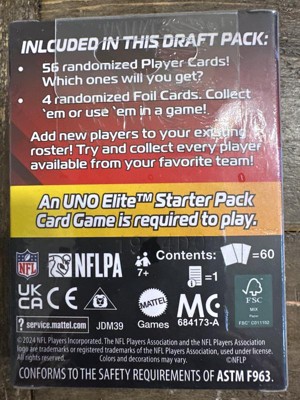 INLCUDED IN THIS DRAFT PACK:
• 56 randomized Player Cards!
Which ones will you get?
• 4 randomized Foil Cards. Collect
'em or use 'em in a game!
Add new players to your existing
roster! Try and collect every player
available from your favorite team!
An UNO Elite™ Starter Pack
Card Game is required to play.
NFL
NFLPA
7+
Contents: =60
=1
UK
CA CE
MATTEL
Games
MC
684173-A
FSC
MIX
? service.mattel.com JDM39
©2024 NFL Players Incorporated. The NFL Players Association and the NFL Players Association
logo are trademarks or registered trademarks of the NFL Players Association, used under license.
All rights reserved. Colors and decorations may vary. ©NFLP
CONFORMS TO THE SAFETY REQUIREMENTS OF ASTM F963.